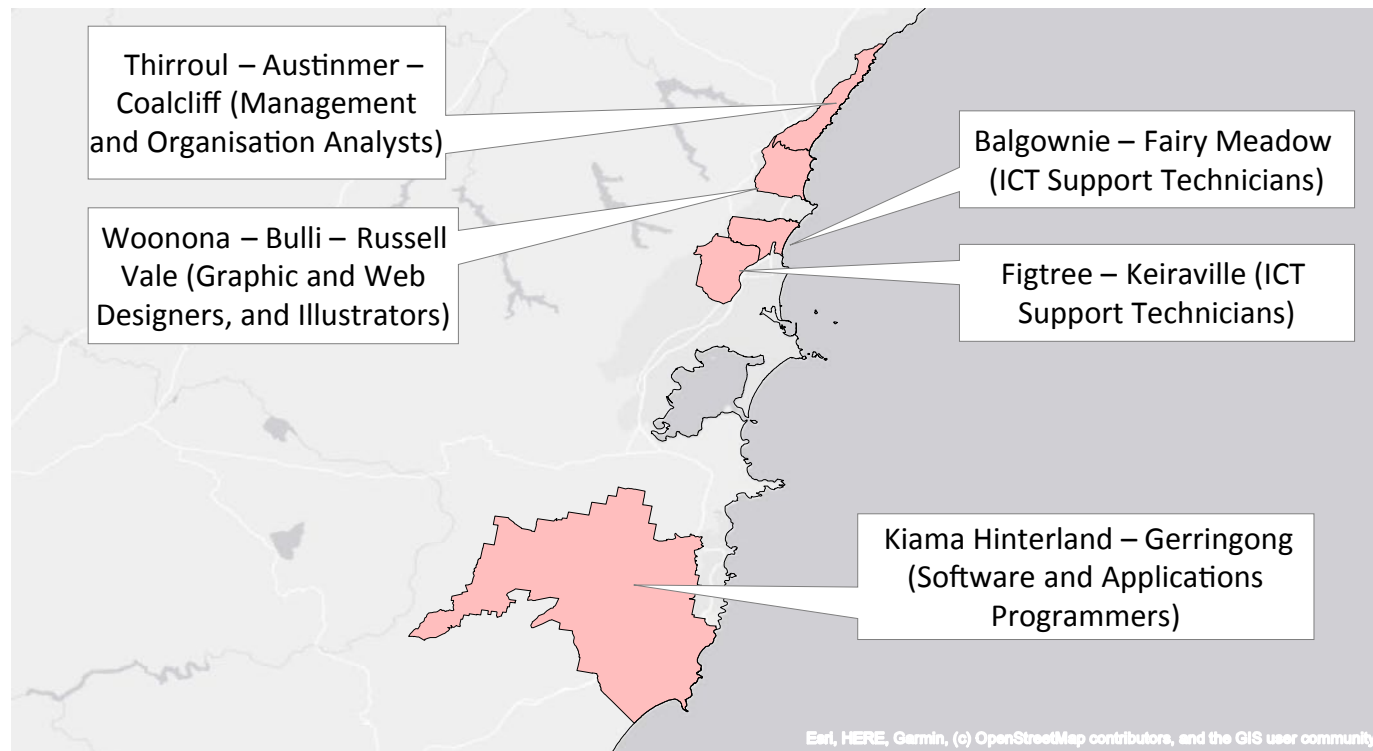 Thirroul – Austinmer –
Coalcliff (Management
and Organisation Analysts)
Woonona – Bulli – Russell
Vale (Graphic and Web
Designers, and Illustrators)
Balgownie – Fairy Meadow
(ICT Support Technicians)
Figtree – Keiraville (ICT
Support Technicians)
Kiama Hinterland – Gerringong
(Software and Applications
Programmers)
Esri, HERE, Garmin, (c) OpenStreetMap contributors, and the GIS user community